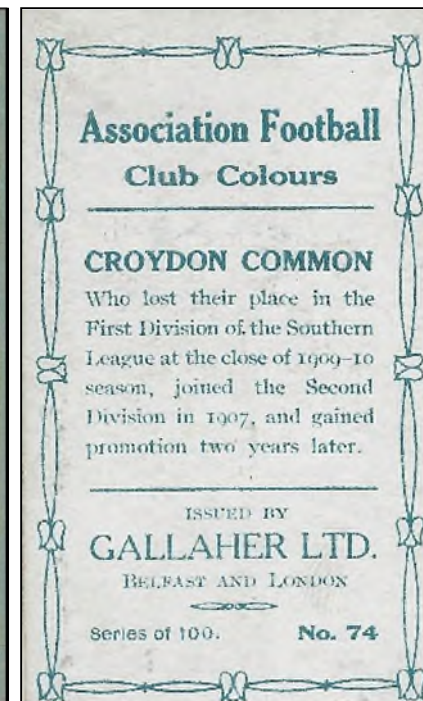 Association Football
Club Colours
CROYDON COMMON
Who lost their place in the
First Division of the Southern
League at the close of 1909-10
season, joined the Second
Division in 1907, and gained
promotion two years later.
ISSUED BY
GALLAHER LTD.
BELFAST AND LONDON
Series of 100. No. 74